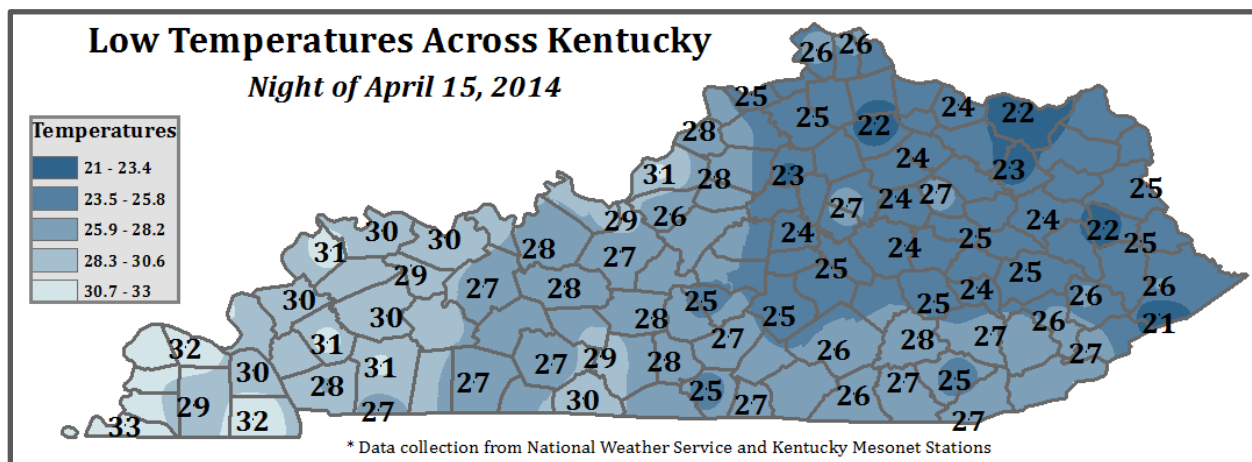 Low Temperatures Across Kentucky
Night of April 15, 2014
Temperatures
21 - 23.4
23.5 - 25.8
25.9 - 28.2
28.3 - 30.6
30.7 - 33
26 26
25 25 22 24 22
28 24 23
31 28 23 24 27 25
29 26 27 24 22 25
31 30 30 28 27 24 24 25
29 27 28 25 25 26 26
30 30 28 25 25 25 24 26 21
32 31 31 27 29 28 27 26 28 27 27
30 28 27 25 27 26 27 25
29 27 30 27
33 32
* Data collection from National Weather Service and Kentucky Mesonet Stations